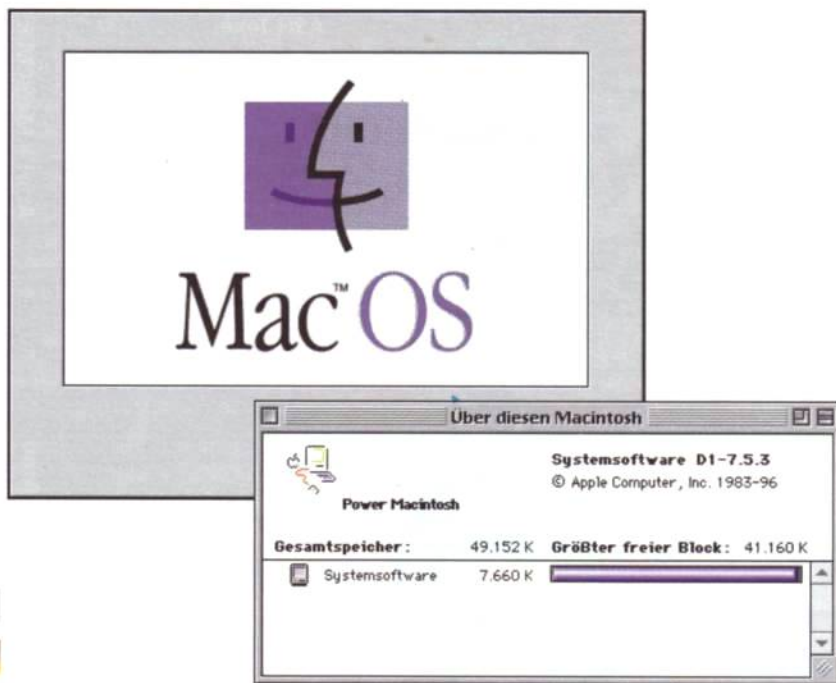 Mac™OS
Über diesen Macintosh
Systemsoftware D1-7.5.3
© Apple Computer, Inc. 1983-96
Power Macintosh
Gesamtspeicher: 49.152 K Größter freier Block: 41.160 K
Systemsoftware 7.660 K